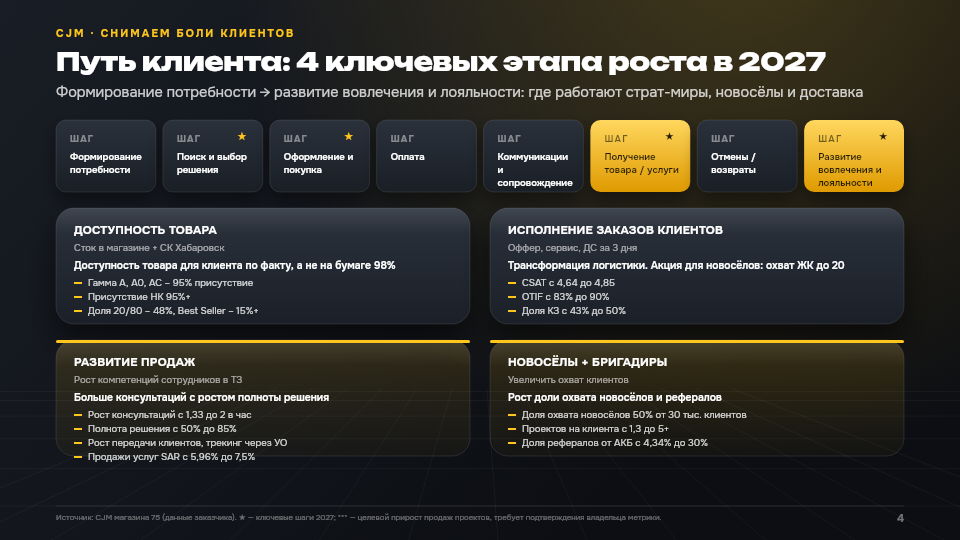 CJM · СНИМАЕМ БОЛИ КЛИЕНТОВ
Путь клиента: 4 ключевых этапа роста в 2027
Формирование потребности → развитие вовлечения и лояльности: где работают страт-миры, новосёлы и доставка
ШАГ
Формирование
потребности
ШАГ ★
Поиск и выбор
решения
ШАГ ★
Оформление и
покупка
ШАГ
Оплата
ШАГ
Коммуникации
и
сопровождение
ШАГ ★
Получение
товара / услуги
ШАГ
Отмены /
возвраты
ШАГ ★
Развитие
вовлечения и
лояльности
ДОСТУПНОСТЬ ТОВАРА
Сток в магазине + СК Хабаровск
Доступность товара для клиента по факту, а не на бумаге 98%
Гамма А, А0, АС – 95% присутствие
Присутствие НК 95%+
Доля 20/80 – 48%, Best Seller – 15%+
ИСПОЛНЕНИЕ ЗАКАЗОВ КЛИЕНТОВ
Оффер, сервис, ДС за 3 дня
Трансформация логистики. Акция для новосёлов: охват ЖК до 20
CSAT с 4,64 до 4,85
OTIF с 83% до 90%
Доля КЗ с 43% до 50%
РАЗВИТИЕ ПРОДАЖ
Рост компетенций сотрудников в ТЗ
Больше консультаций с ростом полноты решения
Рост консультаций с 1,33 до 2 в час
Полнота решения с 50% до 85%
Рост передачи клиентов, трекинг через УО
Продажи услуг SAR с 5,96% до 7,5%
НОВОСЁЛЫ + БРИГАДИРЫ
Увеличить охват клиентов
Рост доли охвата новосёлов и рефералов
Доля охвата новосёлов 50% от 30 тыс. клиентов
Проектов на клиента с 1,3 до 5+
Доля рефералов от АКБ с 4,34% до 30%
Источник: CJM магазина 75 (данные заказчика). ★ — ключевые шаги 2027; "*" — целевой прирост продаж проектов, требует подтверждения владельца метрики.
4